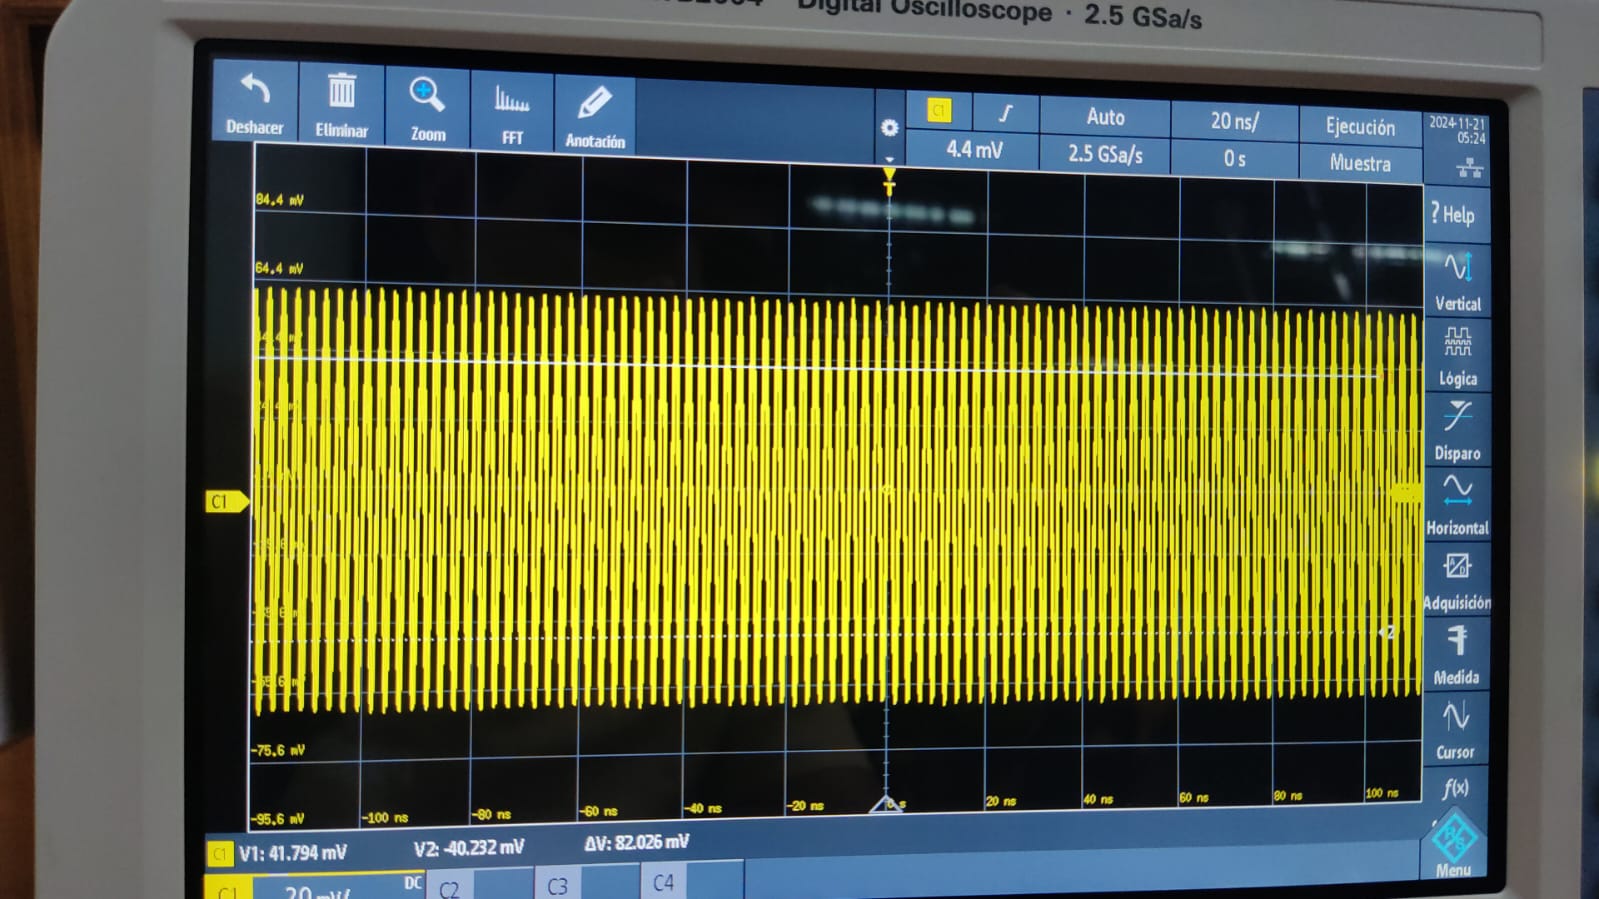 Digital Oscilloscope · 2.5 GSa/s
Deshacer
Eliminar
Zoom
FFT
Anotación
C1
Auto
20 ns/
Ejecución
4.4 mV
2.5 GSa/s
0 s
Muestra
2024-11-21
05:24
T
? Help
Vertical
Lógica
Disparo
Horizontal
Adquisición
Medida
Cursor
f(x)
Menu
84.4 mV
64.4 mV
C1
2
-75.6 mV
-95.6 mV
-100 ns
-80 ns
-60 ns
-40 ns
-20 ns
0 s
20 ns
40 ns
60 ns
80 ns
100 ns
C1 V1: 41.794 mV V2: -40.232 mV ΔV: 82.026 mV
C1 20 mV/ DC C2 C3 C4